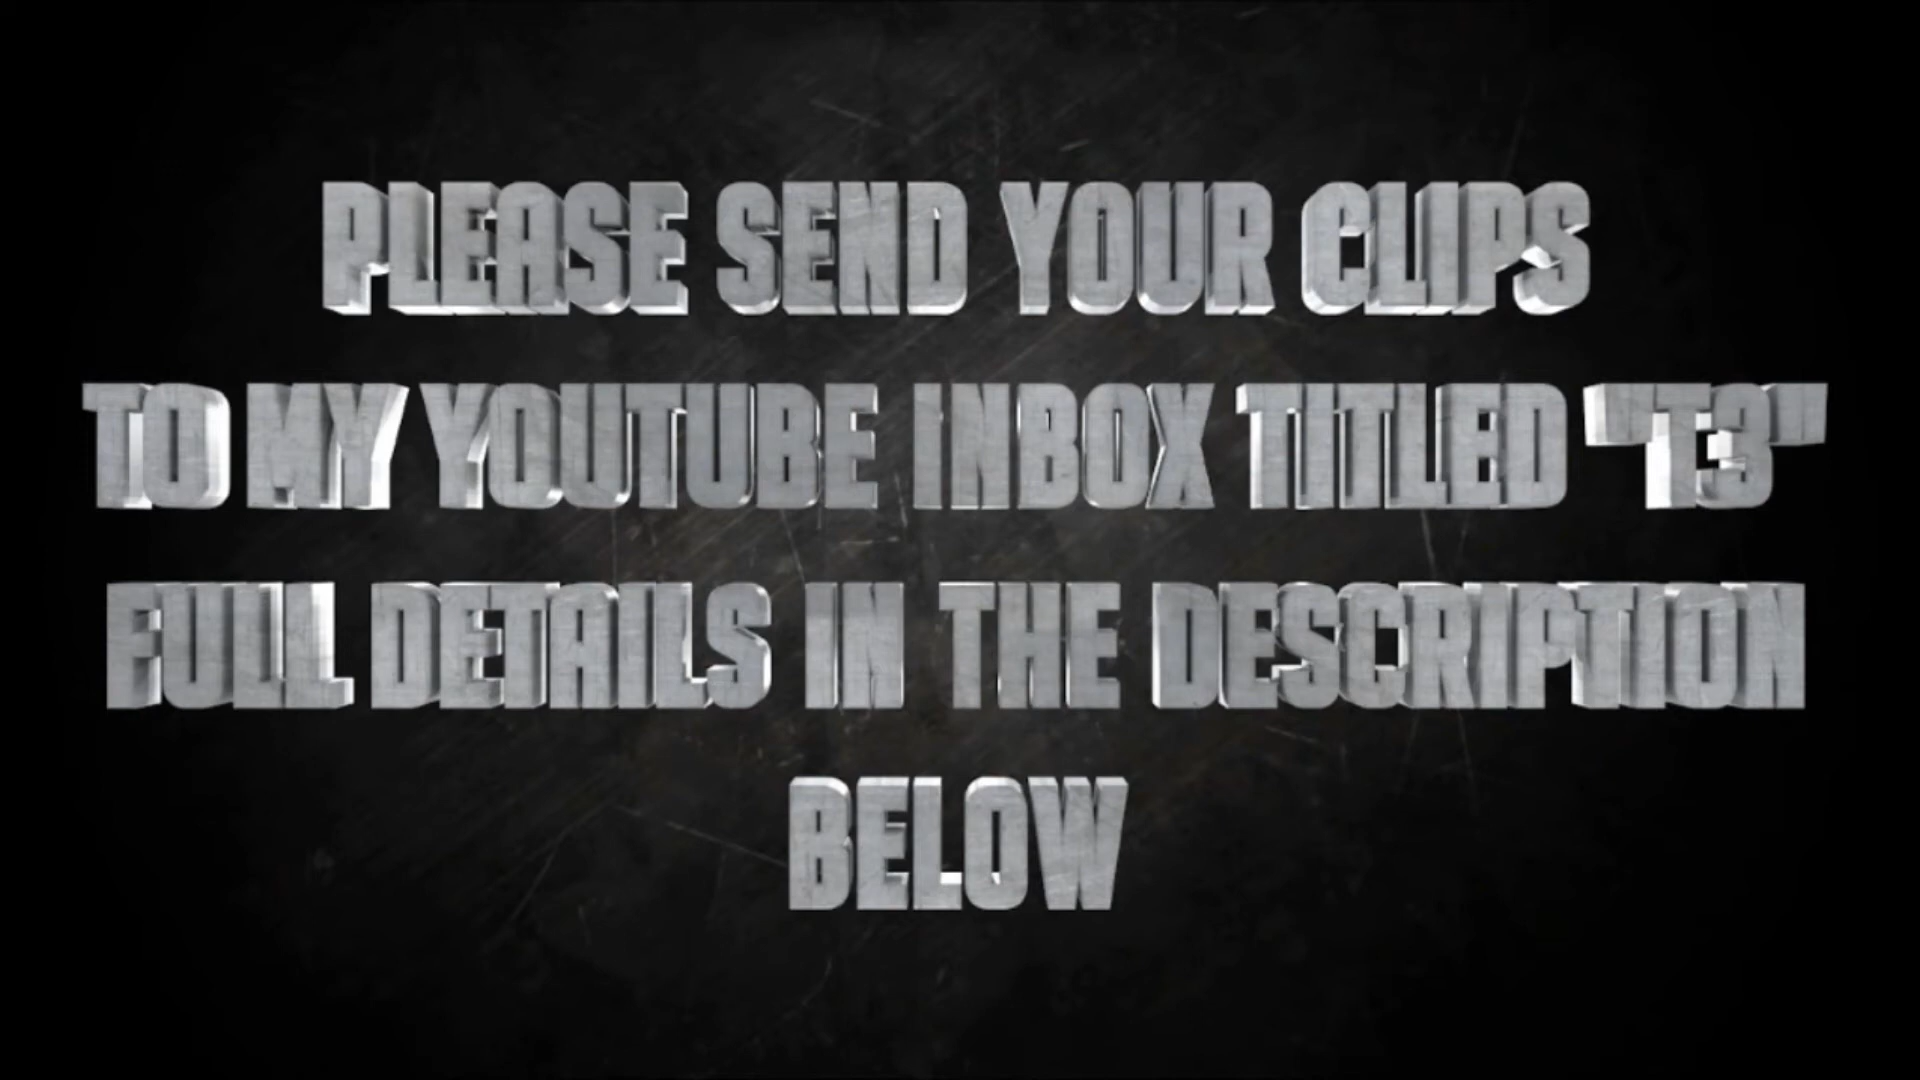 PLEASE SEND YOUR CLIPS
TO MY YOUTUBE INBOX TITLED "T3"
FULL DETAILS IN THE DESCRIPTION
BELOW